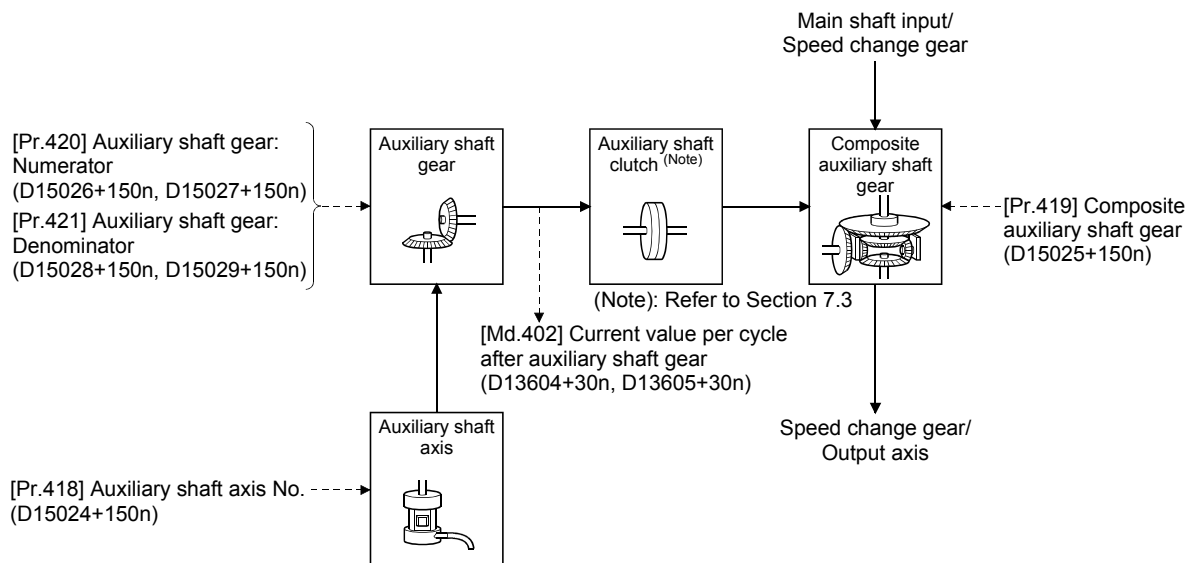 Main shaft input/
Speed change gear
[Pr.420] Auxiliary shaft gear:
Numerator
(D15026+150n, D15027+150n)
[Pr.421] Auxiliary shaft gear:
Denominator
(D15028+150n, D15029+150n)
Auxiliary shaft
gear
Auxiliary shaft
clutch (Note)
Composite
auxiliary shaft
gear
[Pr.419] Composite
auxiliary shaft gear
(D15025+150n)
(Note): Refer to Section 7.3
[Md.402] Current value per cycle
after auxiliary shaft gear
(D13604+30n, D13605+30n)
Auxiliary shaft
axis
Speed change gear/
Output axis
[Pr.418] Auxiliary shaft axis No.
(D15024+150n)